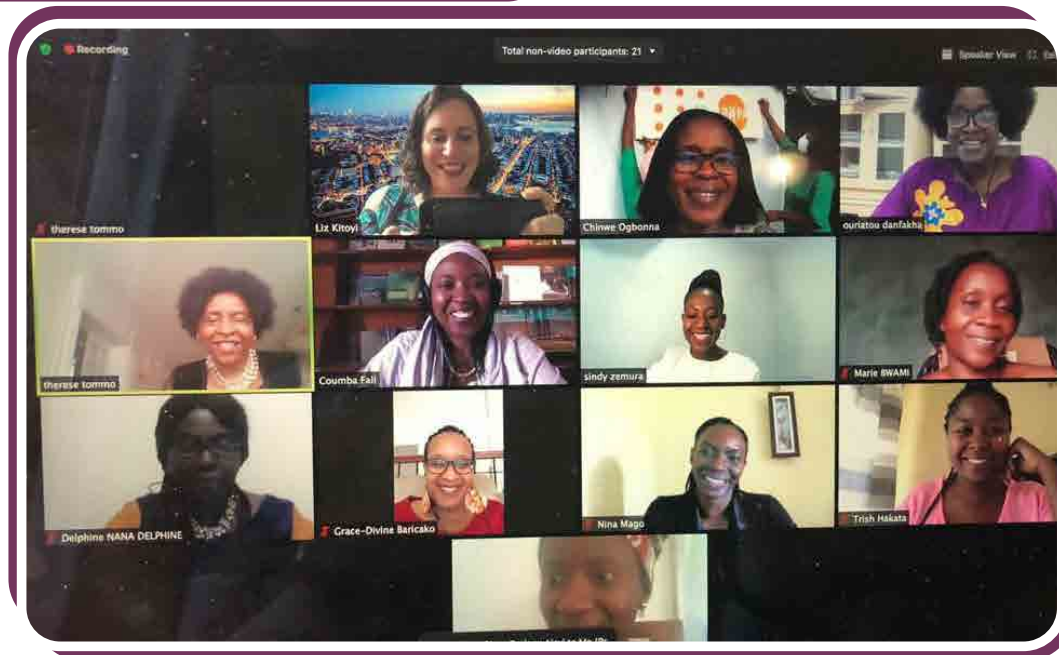 Recording
Total non-video participants: 21
Speaker View
therese tommo
Liz Kitoyi
Chinwe Ogbonna
ouriatou danfakha
therese tommo
Coumba Fall
sindy zemura
Marie BWAMI
Delphine NANA DELPHINE
Grace-Divine Baricako
Nina Mago
Trish Hakata